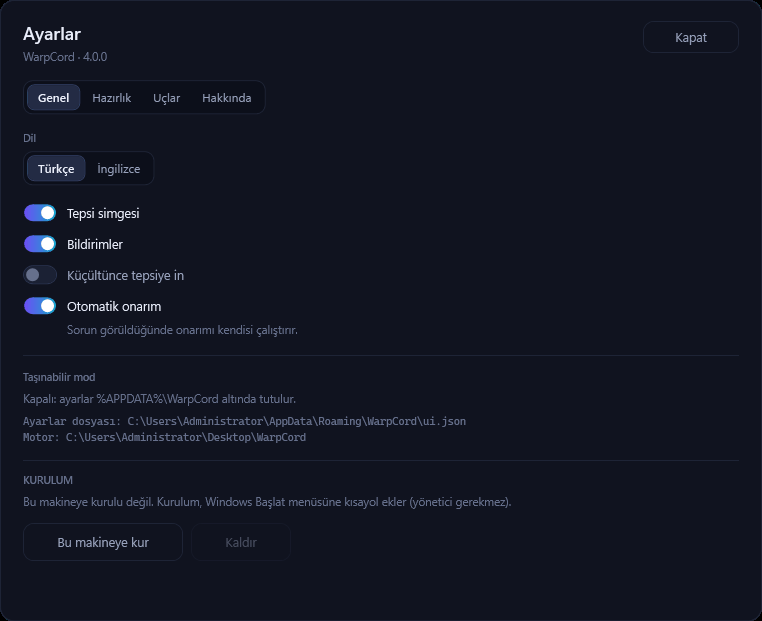 Ayarlar
Kapat
WarpCord · 4.0.0
Genel Hazırlık Uçlar Hakkında
Dil
Türkçe İngilizce
Tepsi simgesi
Bildirimler
Küçültünce tepsiye in
Otomatik onarım
Sorun görüldüğünde onarımı kendisi çalıştırır.
Taşınabilir mod
Kapalı: ayarlar %APPDATA%\WarpCord altında tutulur.
Ayarlar dosyası: C:\Users\Administrator\AppData\Roaming\WarpCord\ui.json
Motor: C:\Users\Administrator\Desktop\WarpCord
KURULUM
Bu makineye kurulu değil. Kurulum, Windows Başlat menüsüne kısayol ekler (yönetici gerekmez).
Bu makineye kur Kaldır